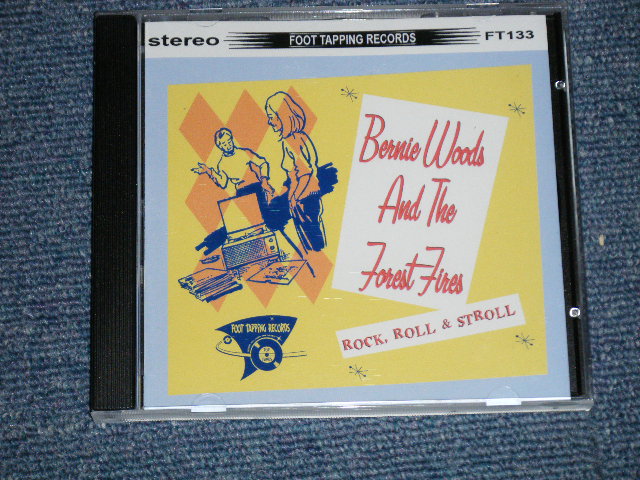 stereo FOOT TAPPING RECORDS FT133
Bernie Woods
And The
Forest Fires
ROCK, ROLL & STROLL
FOOT TAPPING RECORDS